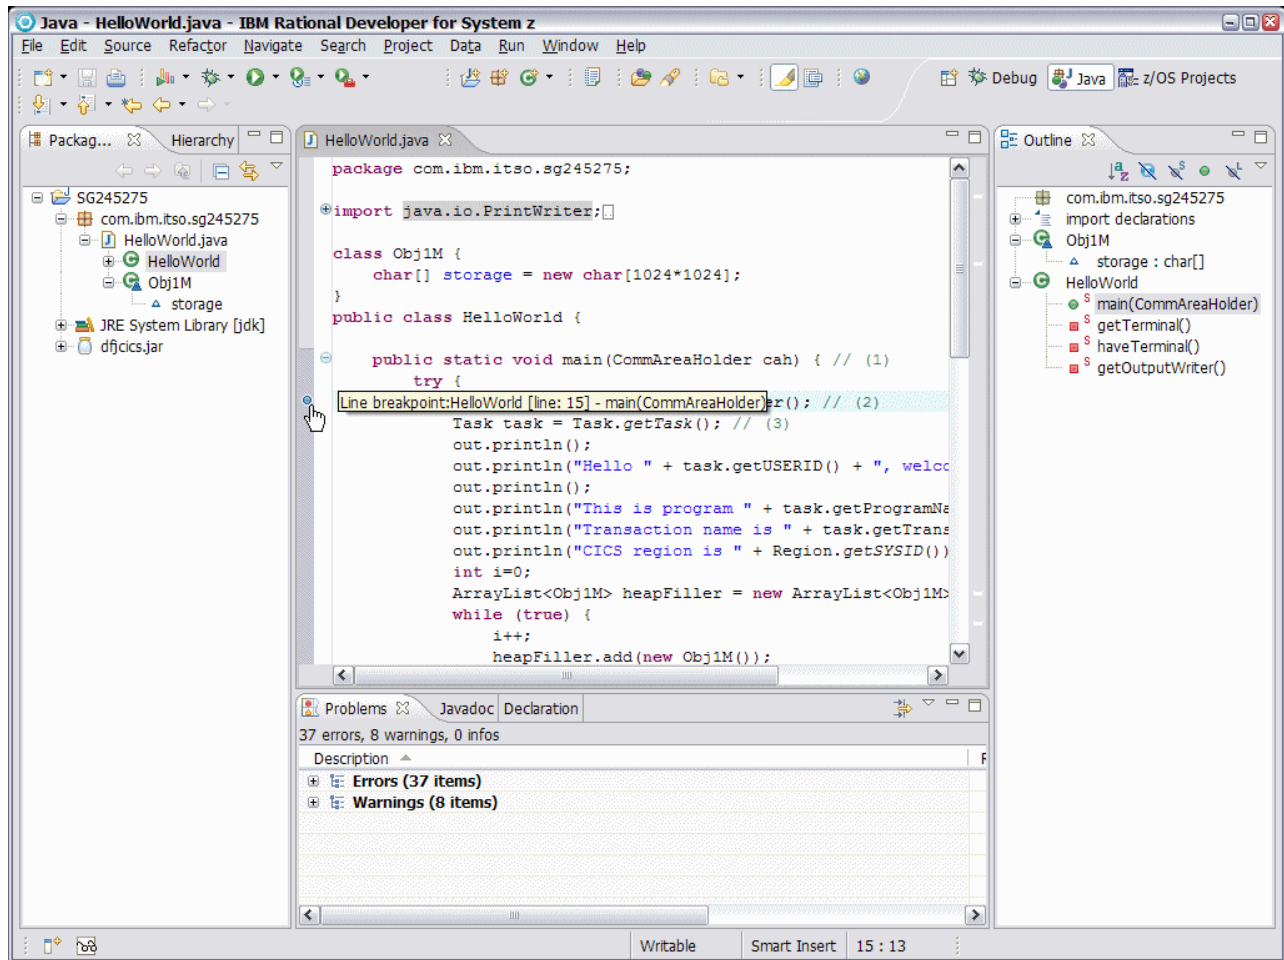 Java - HelloWorld.java - IBM Rational Developer for System z
File Edit Source Refactor Navigate Search Project Data Run Window Help
Debug Java z/OS Projects
Packag... Hierarchy
SG245275
com.ibm.itso.sg245275
HelloWorld.java
HelloWorld
Obj1M
storage
JRE System Library [jdk]
dfjcics.jar
HelloWorld.java
package com.ibm.itso.sg245275;
import java.io.PrintWriter;
class Obj1M {
char[] storage = new char[1024*1024];
}
public class HelloWorld {
public static void main(CommAreaHolder cah) { // (1)
try {
Line breakpoint:HelloWorld [line: 15] - main(CommAreaHolder)
er(); // (2)
Task task = Task.getTask(); // (3)
out.println();
out.println("Hello " + task.getUSERID() + ", welco
out.println();
out.println("This is program " + task.getProgramNa
out.println("Transaction name is " + task.getTrans
out.println("CICS region is " + Region.getSYSID())
int i=0;
ArrayList<Obj1M> heapFiller = new ArrayList<Obj1M>
while (true) {
i++;
heapFiller.add(new Obj1M());
Outline
com.ibm.itso.sg245275
import declarations
Obj1M
storage : char[]
HelloWorld
main(CommAreaHolder)
getTerminal()
haveTerminal()
getOutputWriter()
Problems Javadoc Declaration
37 errors, 8 warnings, 0 infos
Description
Errors (37 items)
Warnings (8 items)
Writable Smart Insert 15 : 13